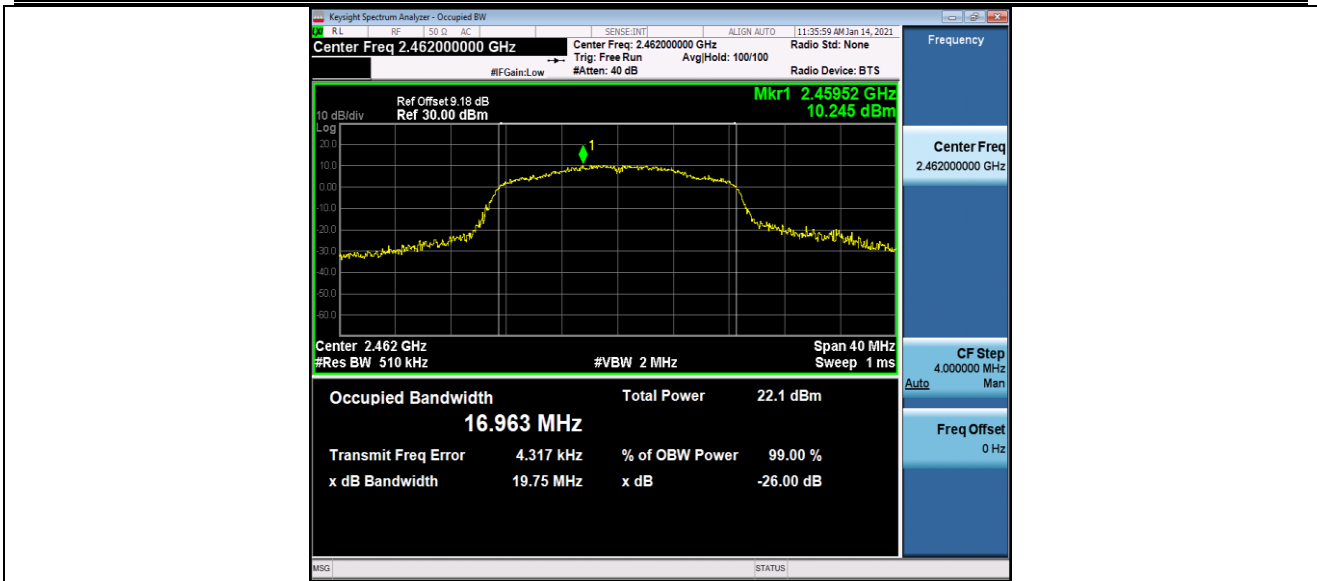 Keysight Spectrum Analyzer - Occupied BW
RL RF 50 Ω AC SENSE:INT ALIGN AUTO 11:35:59 AM Jan 14, 2021
Center Freq 2.462000000 GHz
Center Freq: 2.462000000 GHz Radio Std: None
Trig: Free Run Avg|Hold: 100/100
#IFGain:Low #Atten: 40 dB Radio Device: BTS
Frequency
Mkr1 2.45952 GHz
10.245 dBm
Ref Offset 9.18 dB
10 dB/div Ref 30.00 dBm
Log
20.0
10.0
0.00
-10.0
-20.0
-30.0
-40.0
-50.0
-60.0
1
Center 2.462 GHz Span 40 MHz
#Res BW 510 kHz #VBW 2 MHz Sweep 1 ms
Occupied Bandwidth Total Power 22.1 dBm
16.963 MHz
Transmit Freq Error 4.317 kHz % of OBW Power 99.00 %
x dB Bandwidth 19.75 MHz x dB -26.00 dB
Center Freq
2.462000000 GHz
CF Step
4.000000 MHz
Auto Man
Freq Offset
0 Hz
MSG STATUS